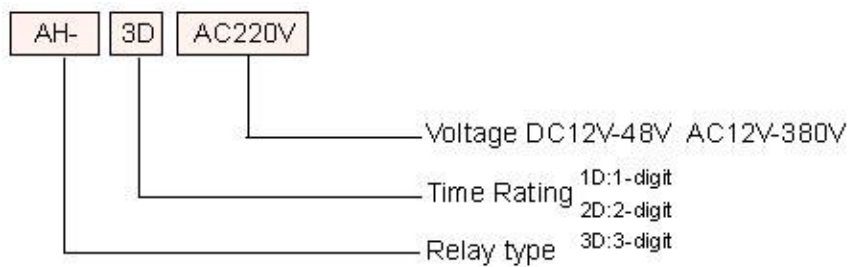 AH- 3D AC220V
Voltage DC12V-48V AC12V-380V
Time Rating 1D:1-digit
2D:2-digit
3D:3-digit
Relay type